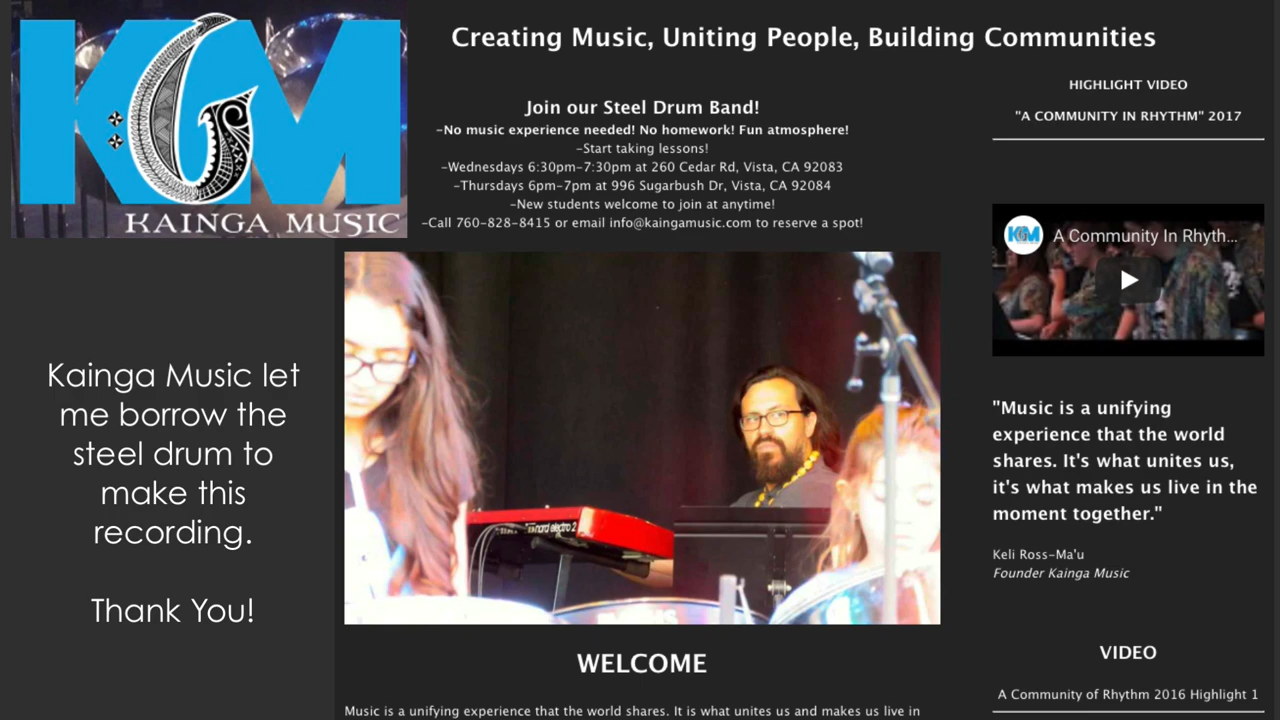 KGM
KAINGA MUSIC
Creating Music, Uniting People, Building Communities
Join our Steel Drum Band!
-No music experience needed! No homework! Fun atmosphere!
-Start taking lessons!
-Wednesdays 6:30pm-7:30pm at 260 Cedar Rd, Vista, CA 92083
-Thursdays 6pm-7pm at 996 Sugarbush Dr, Vista, CA 92084
-New students welcome to join at anytime!
-Call 760-828-8415 or email info@kaingamusic.com to reserve a spot!
HIGHLIGHT VIDEO
"A COMMUNITY IN RHYTHM" 2017
KGM
A Community In Rhyth...
Kainga Music let
me borrow the
steel drum to
make this
recording.
Thank You!
nord electro 2
"Music is a unifying
experience that the world
shares. It's what unites us,
it's what makes us live in the
moment together."
Keli Ross-Ma'u
Founder Kainga Music
WELCOME
Music is a unifying experience that the world shares. It is what unites us and makes us live in
VIDEO
A Community of Rhythm 2016 Highlight 1